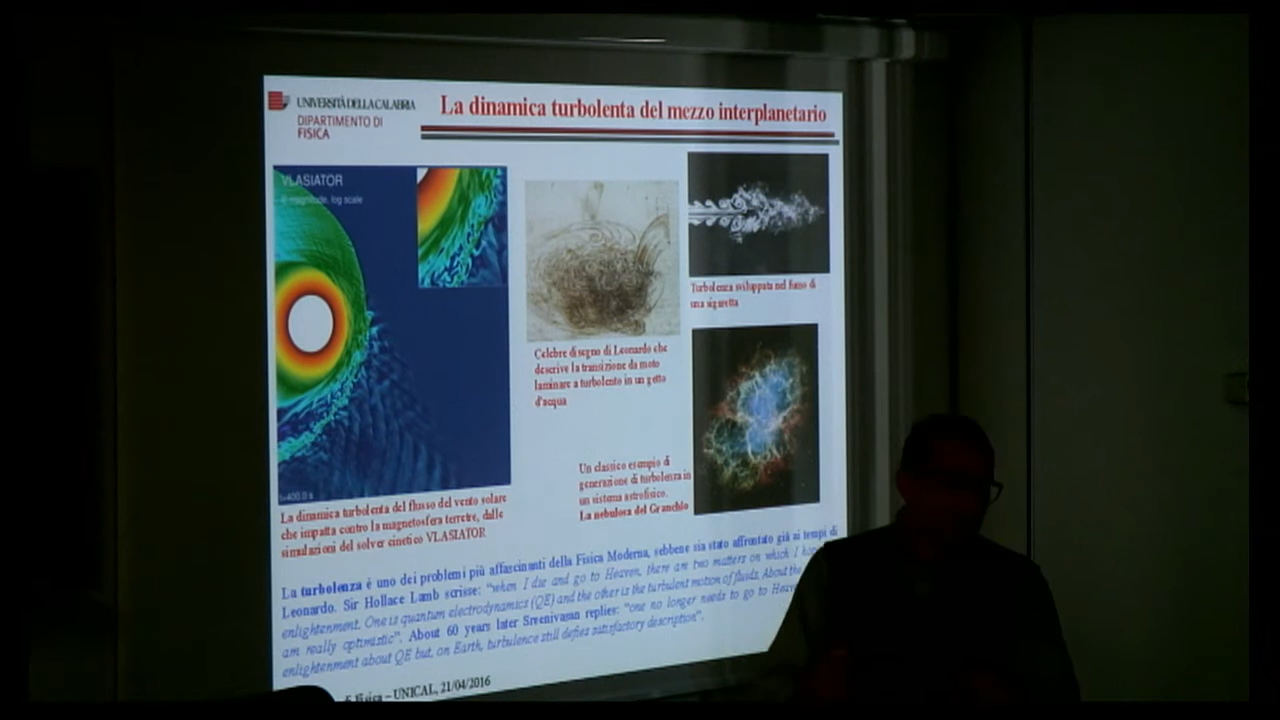 UNIVERSITÀ DELLA CALABRIA
DIPARTIMENTO DI
FISICA
La dinamica turbolenta del mezzo interplanetario
VLASIATOR
magnitude, log scale
t=400.0 s
La dinamica turbolenta del flusso del vento solare
che impatta contro la magnetosfera terretre, dalle
simulazioni del solver cinetico VLASIATOR
Celebre disegno di Leonardo che
descrive la transizione da moto
laminare a turbolento in un getto
d'acqua
Turbolenza sviluppata nel fumo di
una sigaretta
Un classico esempio di
generazione di turbolenza in
un sistema astrofisico.
La nebulosa del Granchio
La turbolenza è uno dei problemi più affascinanti della Fisica Moderna, sebbene sia stato affrontato già ai tempi di
Leonardo. Sir Hollace Lamb scrisse: "when I die and go to Heaven, there are two matters on which I
enlightenment. One is quantum electrodynamics (QE) and the other is the turbulent motion of fluids. About the
am really optimistic". About 60 years later Sreenivasan replies: "one no longer needs to go to
enlightenment about QE but, on Earth, turbulence still defies satisfactory description".
Fisica – UNICAL, 21/04/2016